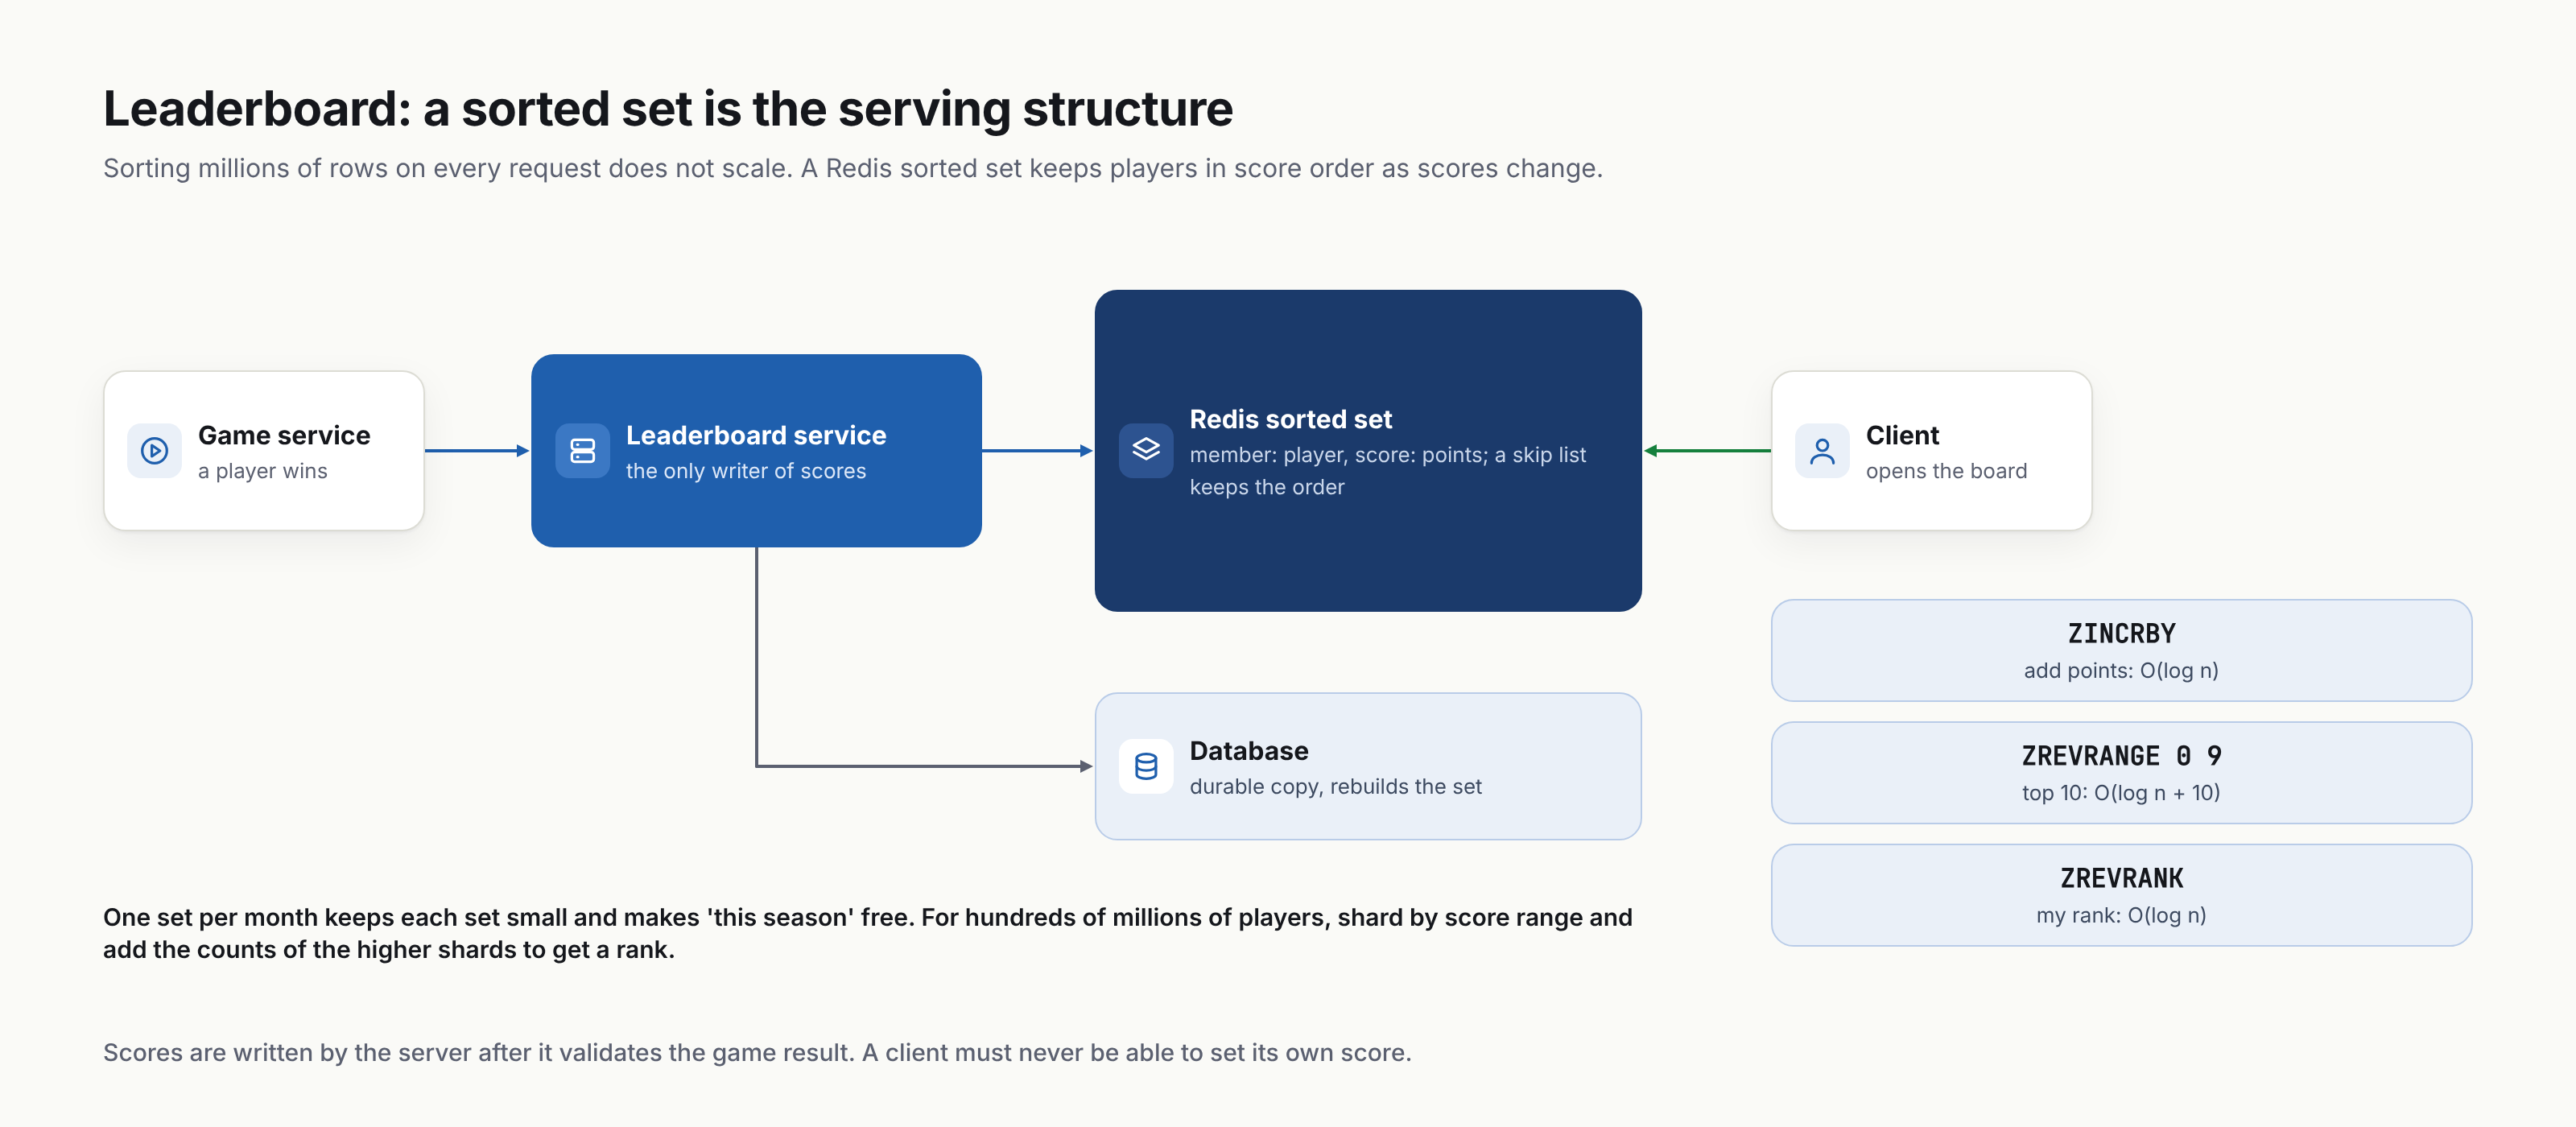 Leaderboard: a sorted set is the serving structure
Sorting millions of rows on every request does not scale. A Redis sorted set keeps players in score order as scores change.
Game service
a player wins
Leaderboard service
the only writer of scores
Redis sorted set
member: player, score: points; a skip list
keeps the order
Client
opens the board
Database
durable copy, rebuilds the set
ZINCRBY
add points: O(log n)
ZREVRANGE 0 9
top 10: O(log n + 10)
ZREVRANK
my rank: O(log n)
One set per month keeps each set small and makes 'this season' free. For hundreds of millions of players, shard by score range and
add the counts of the higher shards to get a rank.
Scores are written by the server after it validates the game result. A client must never be able to set its own score.